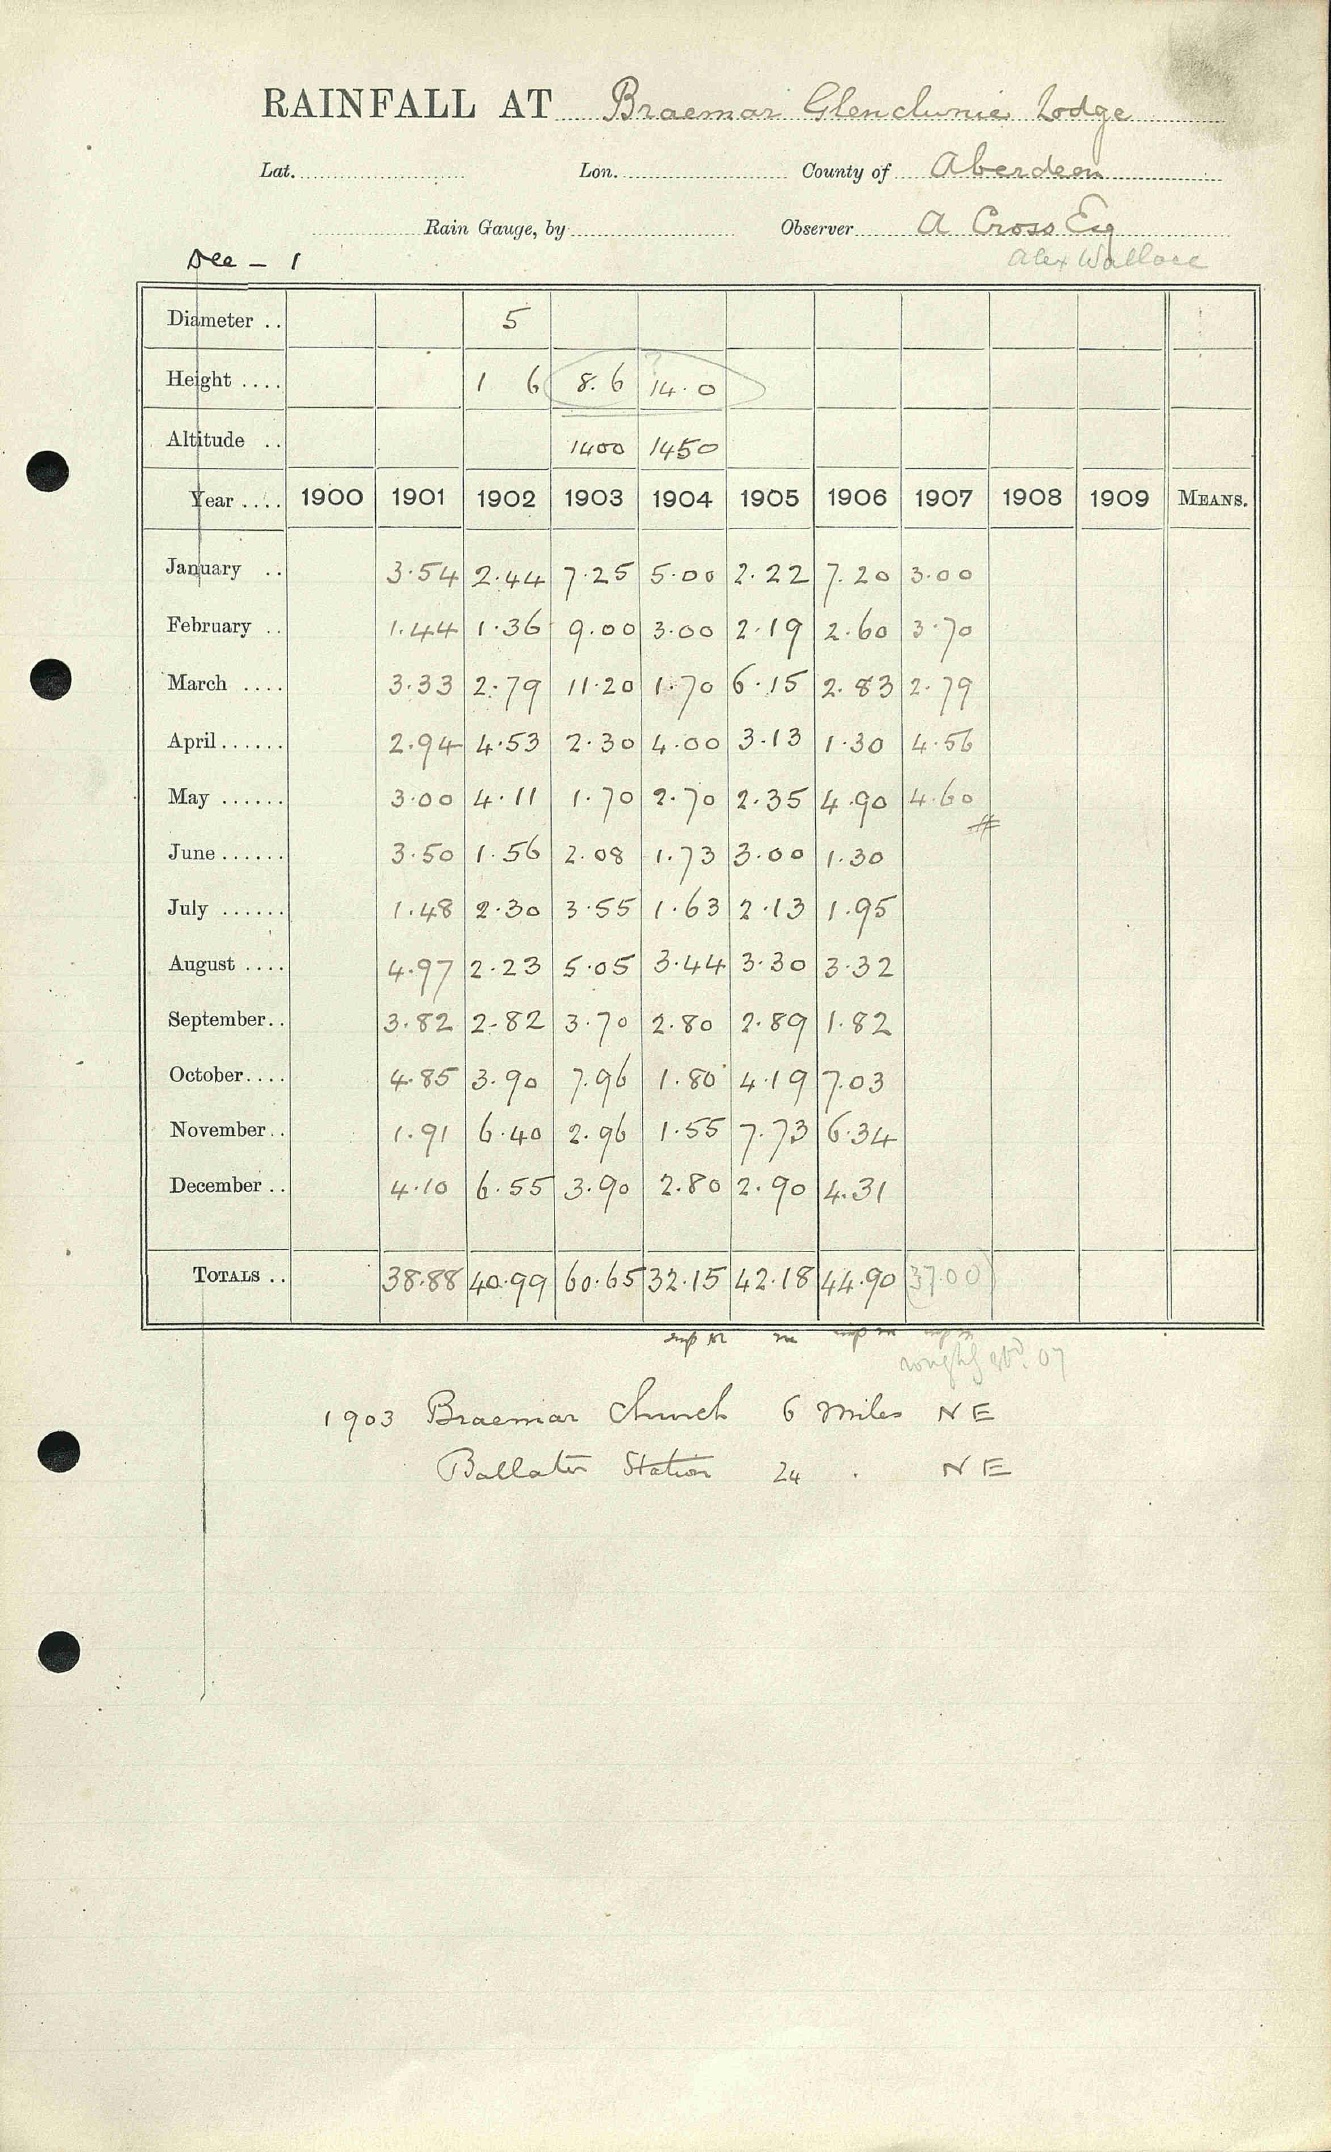 RAINFALL AT Braemar Glenclunie Lodge
Lat. Lon. County of Aberdeen
Rain Gauge, by Observer A Cross Esq
Dee - 1 Alex Wallace
Diameter .. 5
Height .... 1 6 8.6 14.0
Altitude .. 1400 1450
Year .... 1900 1901 1902 1903 1904 1905 1906 1907 1908 1909 MEANS.
January .. 3.54 2.44 7.25 5.00 2.22 7.20 3.00
February .. 1.44 1.36 9.00 3.00 2.19 2.60 3.70
March .... 3.33 2.79 11.20 1.70 6.15 2.83 2.79
April ...... 2.94 4.53 2.30 4.00 3.13 1.30 4.56
May ...... 3.00 4.11 1.70 2.70 2.35 4.90 4.60
June ...... 3.50 1.56 2.08 1.73 3.00 1.30
July ...... 1.48 2.30 3.55 1.63 2.13 1.95
August .... 4.97 2.23 5.05 3.44 3.30 3.32
September .. 3.82 2.82 3.70 2.80 2.89 1.82
October .... 4.85 3.90 7.96 1.80 4.19 7.03
November .. 1.91 6.40 2.96 1.55 7.73 6.34
December .. 4.10 6.55 3.90 2.80 2.90 4.31
TOTALS .. 38.88 40.99 60.65 32.15 42.18 44.90 (37.00)
roughly 07
1903 Braemar Church 6 Miles NE
Ballater Station 24 . NE